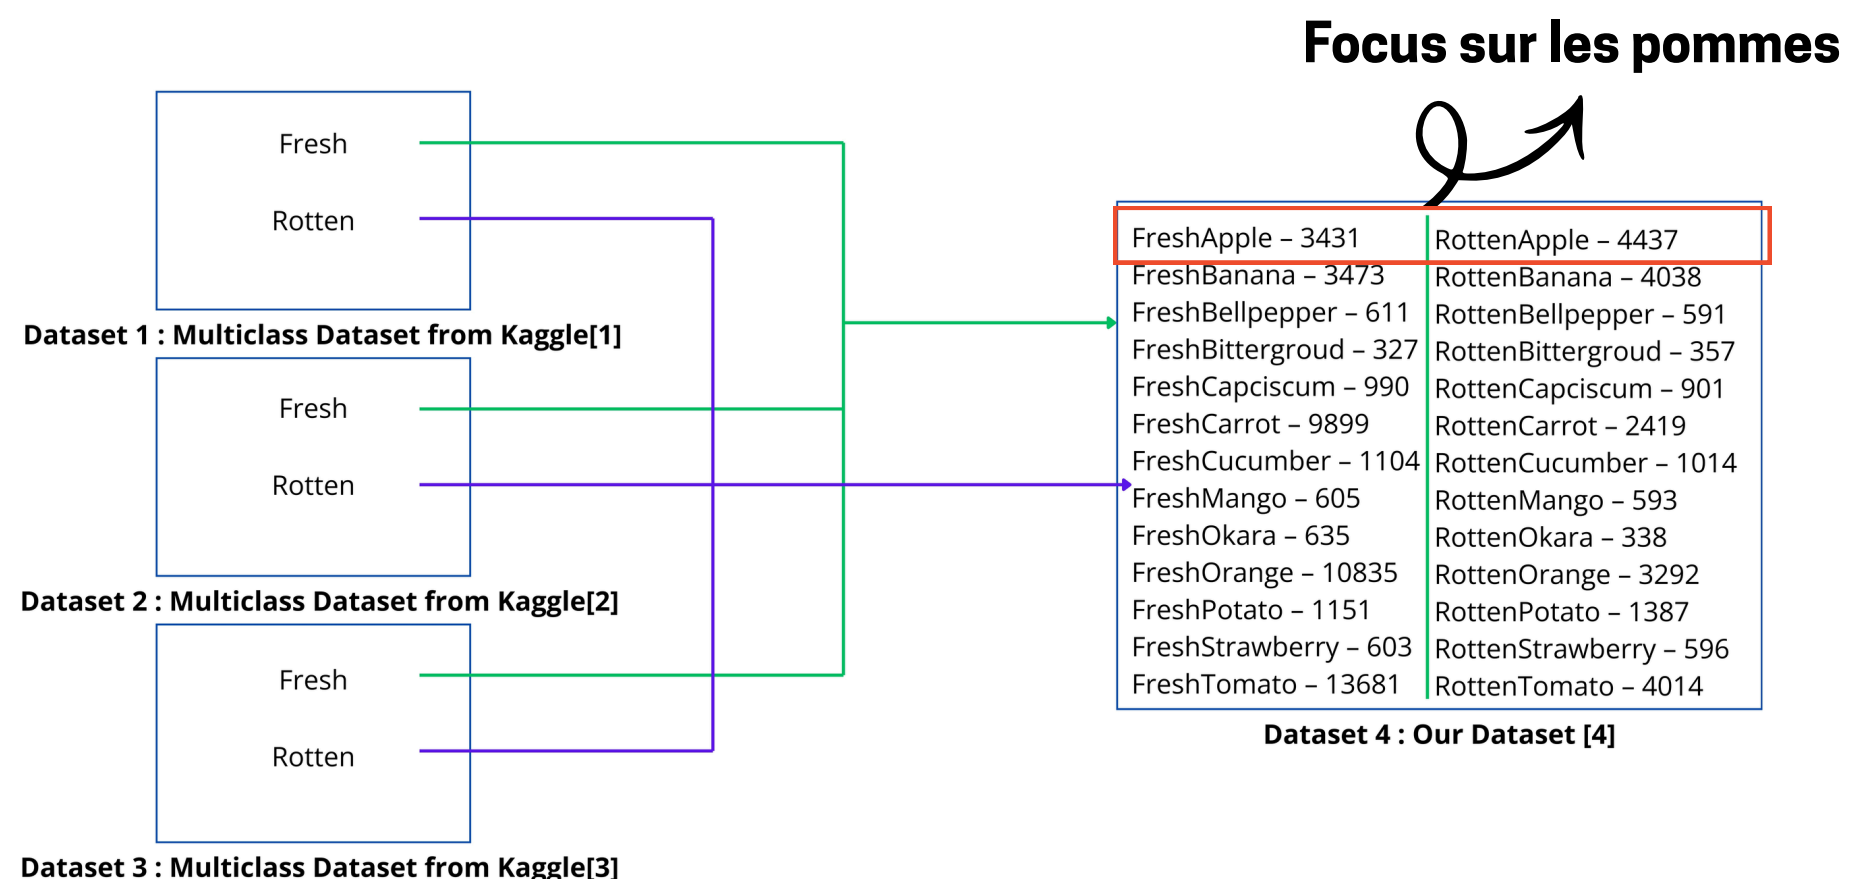 Focus sur les pommes
Fresh
Rotten
Dataset 1 : Multiclass Dataset from Kaggle[1]
Fresh
Rotten
Dataset 2 : Multiclass Dataset from Kaggle[2]
Fresh
Rotten
Dataset 3 : Multiclass Dataset from Kaggle[3]
FreshApple – 3431
FreshBanana – 3473
FreshBellpepper – 611
FreshBittergroud – 327
FreshCapciscum – 990
FreshCarrot – 9899
FreshCucumber – 1104
FreshMango – 605
FreshOkara – 635
FreshOrange – 10835
FreshPotato – 1151
FreshStrawberry – 603
FreshTomato – 13681
RottenApple – 4437
RottenBanana – 4038
RottenBellpepper – 591
RottenBittergroud – 357
RottenCapciscum – 901
RottenCarrot – 2419
RottenCucumber – 1014
RottenMango – 593
RottenOkara – 338
RottenOrange – 3292
RottenPotato – 1387
RottenStrawberry – 596
RottenTomato – 4014
Dataset 4 : Our Dataset [4]